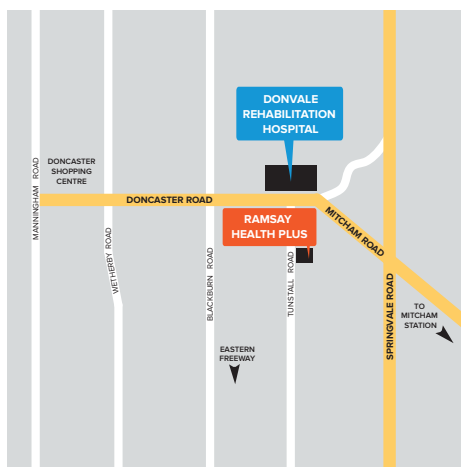 DONVALE
REHABILITATION
HOSPITAL
DONCASTER
SHOPPING
CENTRE
MANNINGHAM ROAD
DONCASTER ROAD
RAMSAY
HEALTH PLUS
MITCHAM ROAD
WETHERBY ROAD
BLACKBURN ROAD
TUNSTALL ROAD
SPRINGVALE ROAD
TO
MITCHAM
STATION
EASTERN
FREEWAY